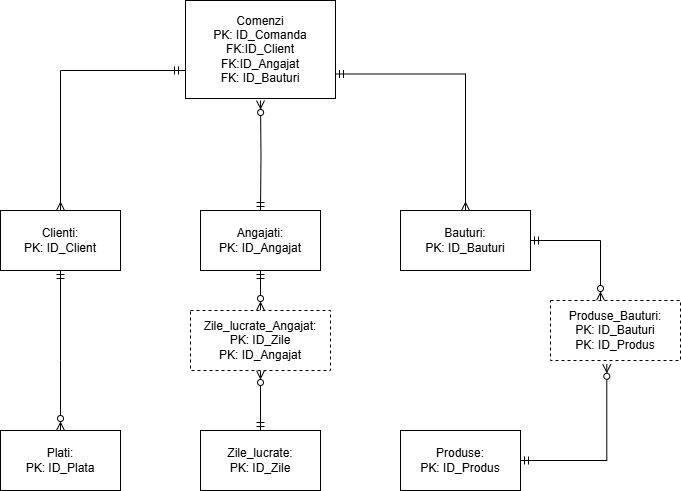 Comenzi
PK: ID_Comanda
FK:ID_Client
FK:ID_Angajat
FK: ID_Bauturi
Clienti:
PK: ID_Client
Angajati:
PK: ID_Angajat
Bauturi:
PK: ID_Bauturi
Zile_lucrate_Angajat:
PK: ID_Zile
PK: ID_Angajat
Produse_Bauturi:
PK: ID_Bauturi
PK: ID_Produs
Plati:
PK: ID_Plata
Zile_lucrate:
PK: ID_Zile
Produse:
PK: ID_Produs